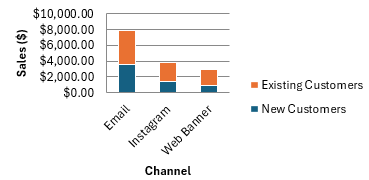 $10,000.00
$8,000.00
$6,000.00
$4,000.00
$2,000.00
$0.00
Sales ($)
Email
Instagram
Web Banner
Channel
Existing Customers
New Customers